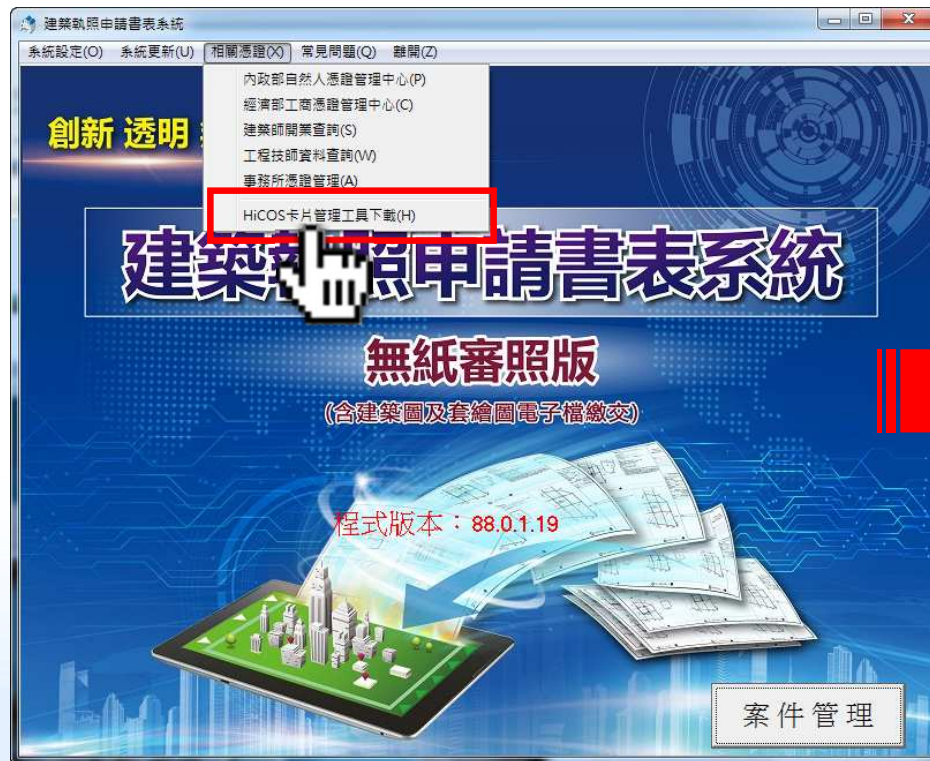 建築執照申請書表系統
系統設定(O) 系統更新(U) 相關憑證(X) 常見問題(Q) 離開(Z)
內政部自然人憑證管理中心(P)
經濟部工商憑證管理中心(C)
建築師開業查詢(S)
工程技師資料查詢(W)
事務所憑證管理(A)
HiCOS卡片管理工具下載(H)
創新 透明
建築執照申請書表系統
無紙審照版
(含建築圖及套繪圖電子檔繳交)
程式版本：88.0.1.19
案件管理